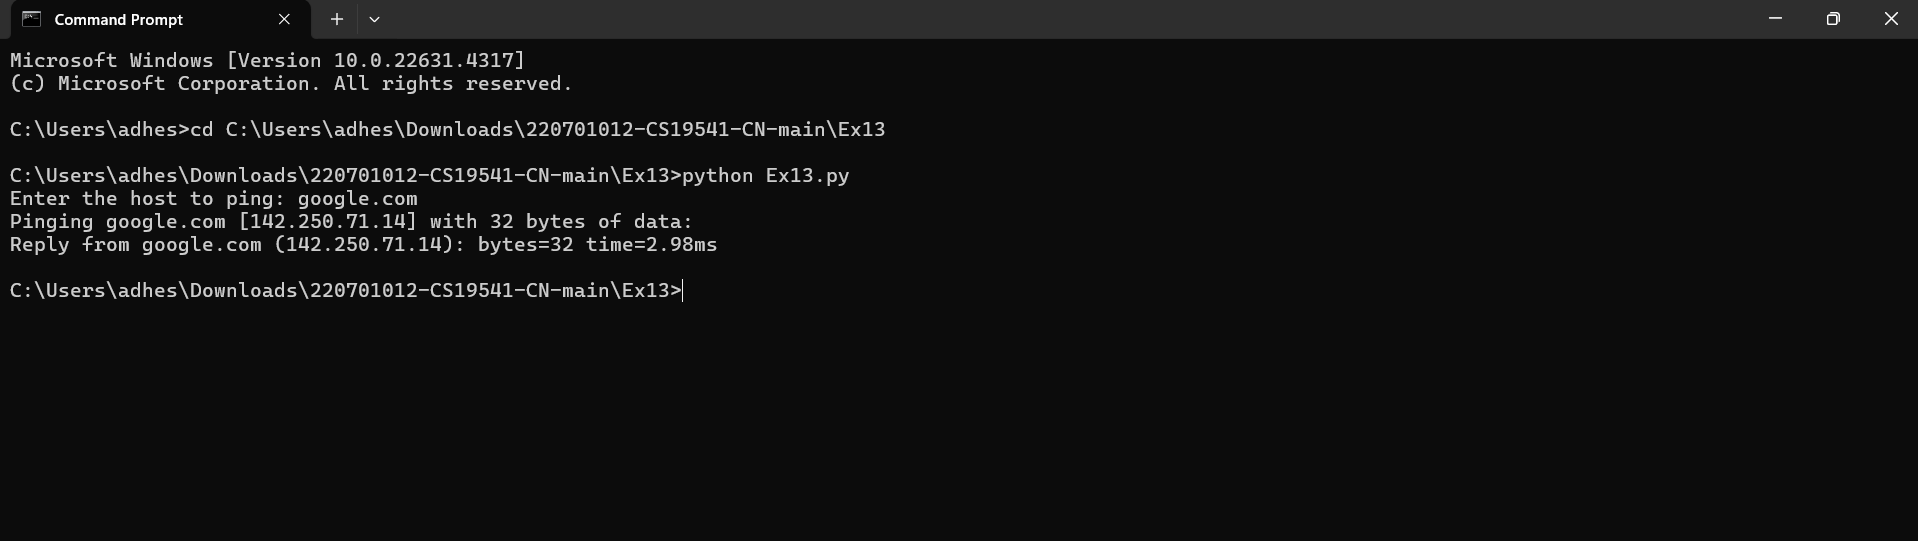 Command Prompt
Microsoft Windows [Version 10.0.22631.4317]
(c) Microsoft Corporation. All rights reserved.
C:\Users\adhes>cd C:\Users\adhes\Downloads\220701012-CS19541-CN-main\Ex13
C:\Users\adhes\Downloads\220701012-CS19541-CN-main\Ex13>python Ex13.py
Enter the host to ping: google.com
Pinging google.com [142.250.71.14] with 32 bytes of data:
Reply from google.com (142.250.71.14): bytes=32 time=2.98ms
C:\Users\adhes\Downloads\220701012-CS19541-CN-main\Ex13>